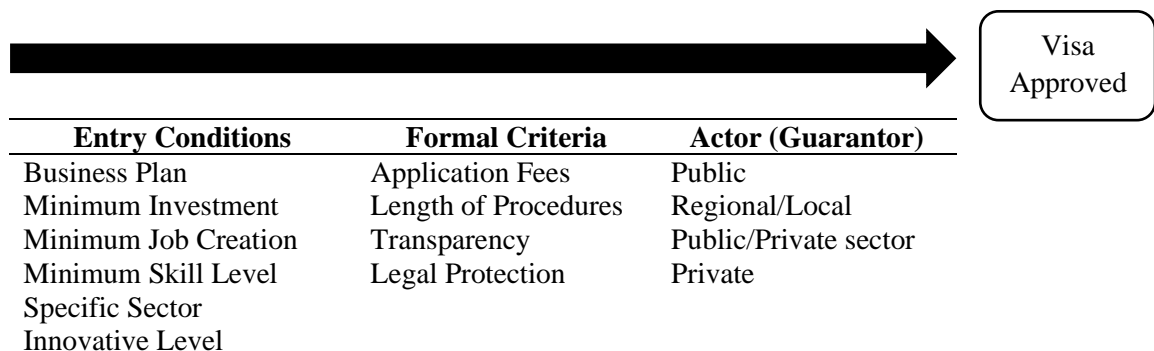 Visa
Approved
Entry Conditions Formal Criteria Actor (Guarantor)
Business Plan Application Fees Public
Minimum Investment Length of Procedures Regional/Local
Minimum Job Creation Transparency Public/Private sector
Minimum Skill Level Legal Protection Private
Specific Sector
Innovative Level